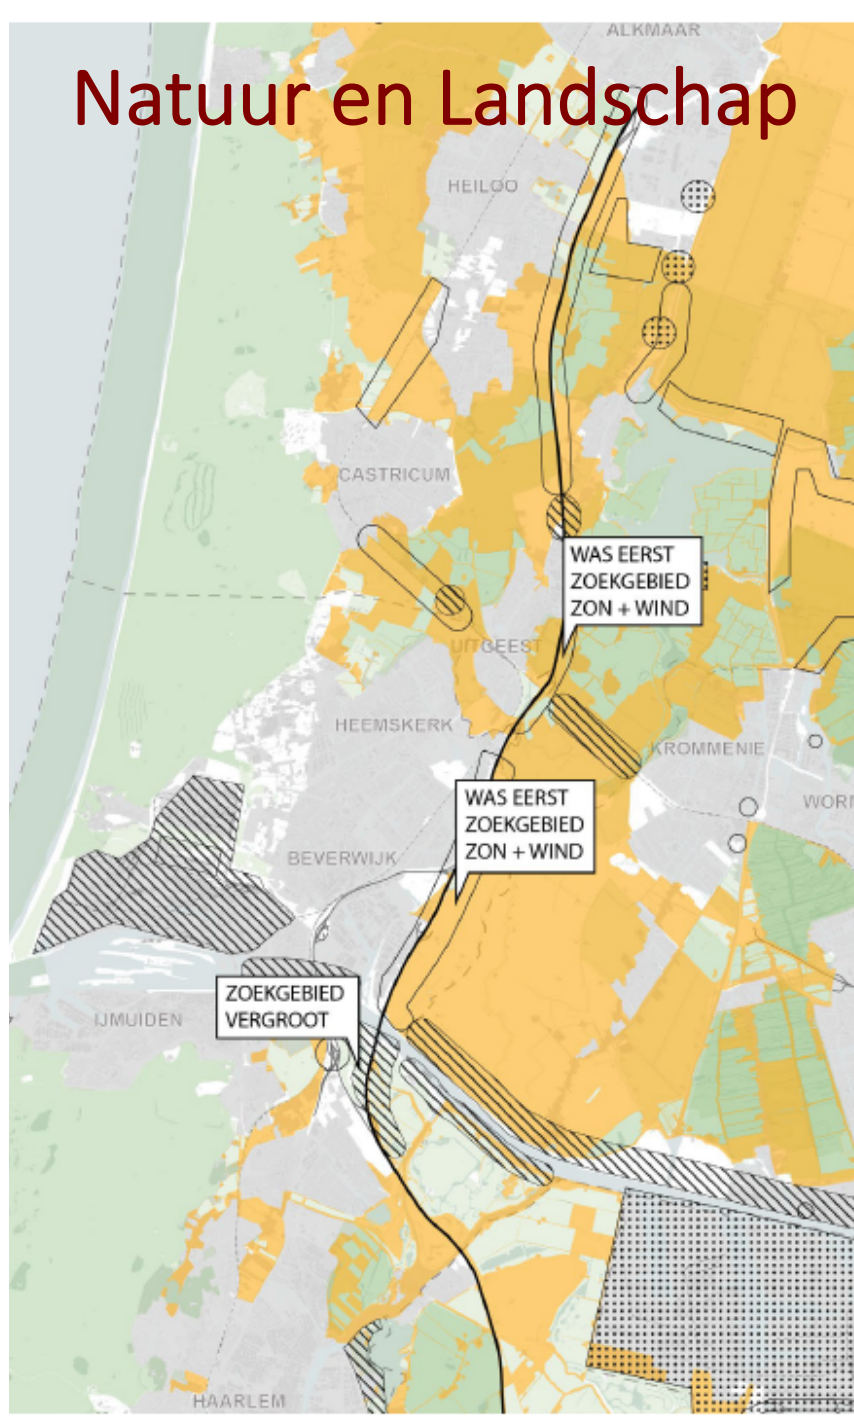 ALKMAAR
Natuur en Landschap
HEILOO
CASTRICUM
WAS EERST
ZOEKGEBIED
ZON + WIND
UITGEEST
HEEMSKERK
KROMMENIE
WAS EERST
ZOEKGEBIED
ZON + WIND
WORM
BEVERWIJK
ZOEKGEBIED
VERGROOT
IJMUIDEN
HAARLEM